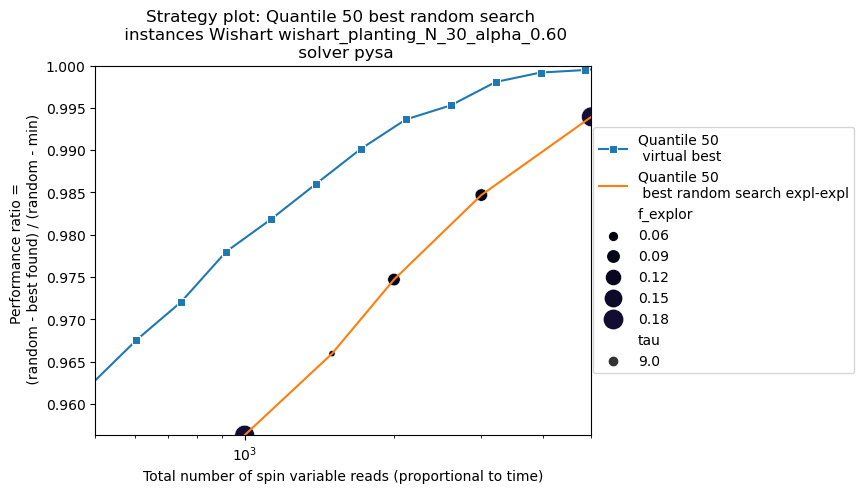 Strategy plot: Quantile 50 best random search
instances Wishart wishart_planting_N_30_alpha_0.60
solver pysa
Performance ratio =
(random - best found) / (random - min)
1.000
0.995
0.990
0.985
0.980
0.975
0.970
0.965
0.960
10³
Total number of spin variable reads (proportional to time)
Quantile 50
virtual best
Quantile 50
best random search expl-expl
f_explor
0.06
0.09
0.12
0.15
0.18
tau
9.0